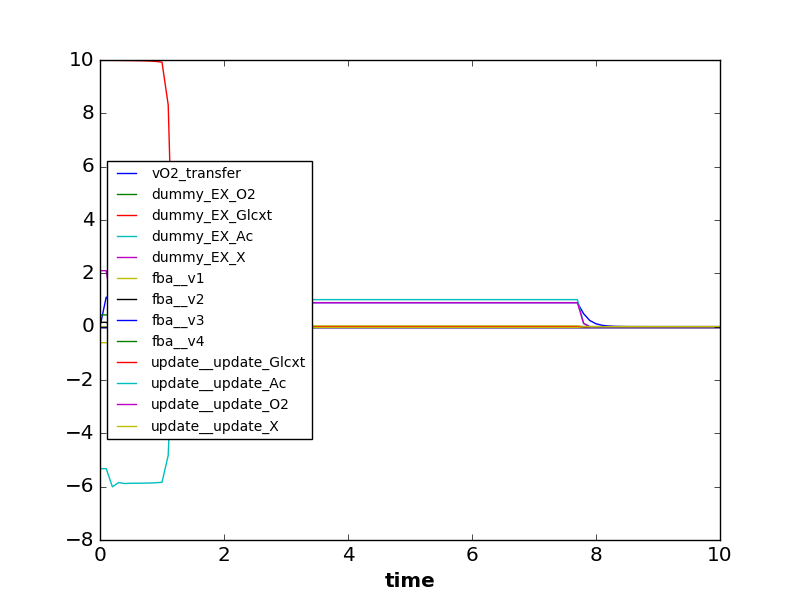 10
8
6
4
2
0
−2
−4
−6
−8
vO2_transfer
dummy_EX_O2
dummy_EX_Glcxt
dummy_EX_Ac
dummy_EX_X
fba__v1
fba__v2
fba__v3
fba__v4
update__update_Glcxt
update__update_Ac
update__update_O2
update__update_X
0 2 4 6 8 10
time